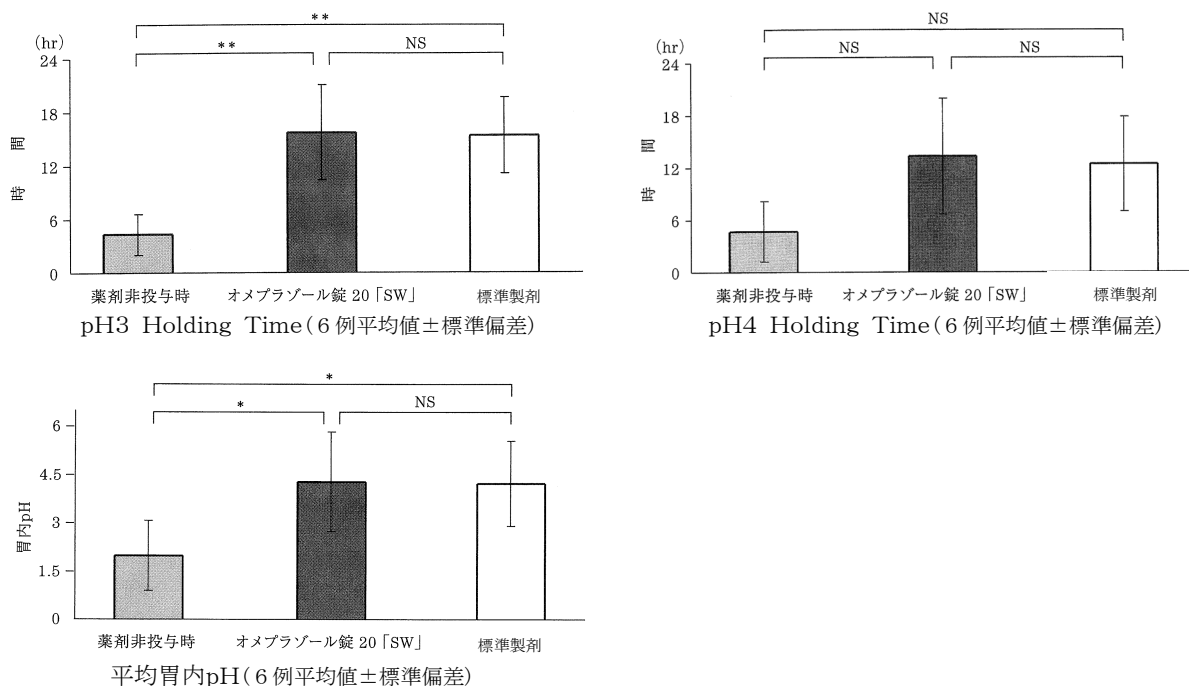 **
(hr)
**
NS
24
18
12
6
0
時間
薬剤非投与時
オメプラゾール錠 20「SW」
標準製剤
pH3 Holding Time(6例平均値±標準偏差)
NS
(hr)
NS
NS
24
18
12
6
0
時間
薬剤非投与時
オメプラゾール錠 20「SW」
標準製剤
pH4 Holding Time(6例平均値±標準偏差)
*
*
NS
6
4.5
3
1.5
0
胃内pH
薬剤非投与時
オメプラゾール錠 20「SW」
標準製剤
平均胃内pH(6例平均値±標準偏差)